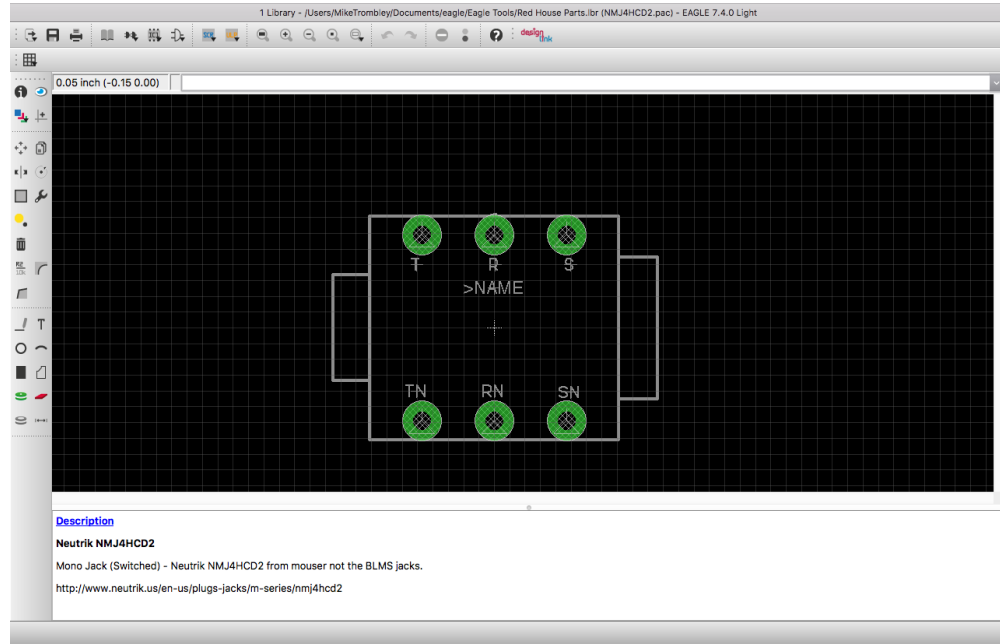 1 Library - /Users/MikeTrombley/Documents/eagle/Eagle Tools/Red House Parts.lbr (NMJ4HCD2.pac) - EAGLE 7.4.0 Light
design link
0.05 inch (-0.15 0.00)
T R S
>NAME
TN RN SN
Description
Neutrik NMJ4HCD2
Mono Jack (Switched) - Neutrik NMJ4HCD2 from mouser not the BLMS jacks.
http://www.neutrik.us/en-us/plugs-jacks/m-series/nmj4hcd2